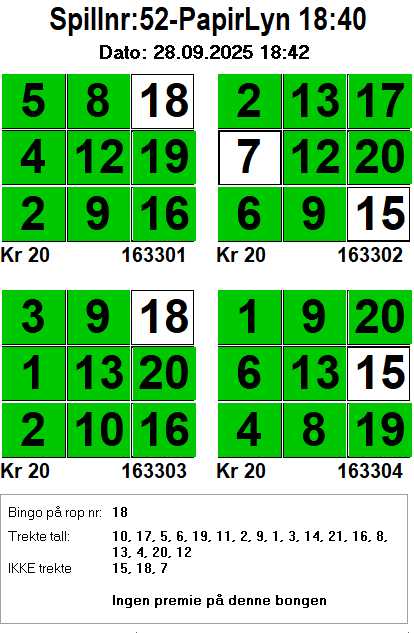 Spillnr:52-PapirLyn 18:40
Dato: 28.09.2025 18:42
5 8 18
4 12 19
2 9 16
Kr 20 163301
2 13 17
7 12 20
6 9 15
Kr 20 163302
3 9 18
1 13 20
2 10 16
Kr 20 163303
1 9 20
6 13 15
4 8 19
Kr 20 163304
Bingo på rop nr: 18
Trekte tall: 10, 17, 5, 6, 19, 11, 2, 9, 1, 3, 14, 21, 16, 8,
13, 4, 20, 12
IKKE trekte 15, 18, 7
Ingen premie på denne bongen